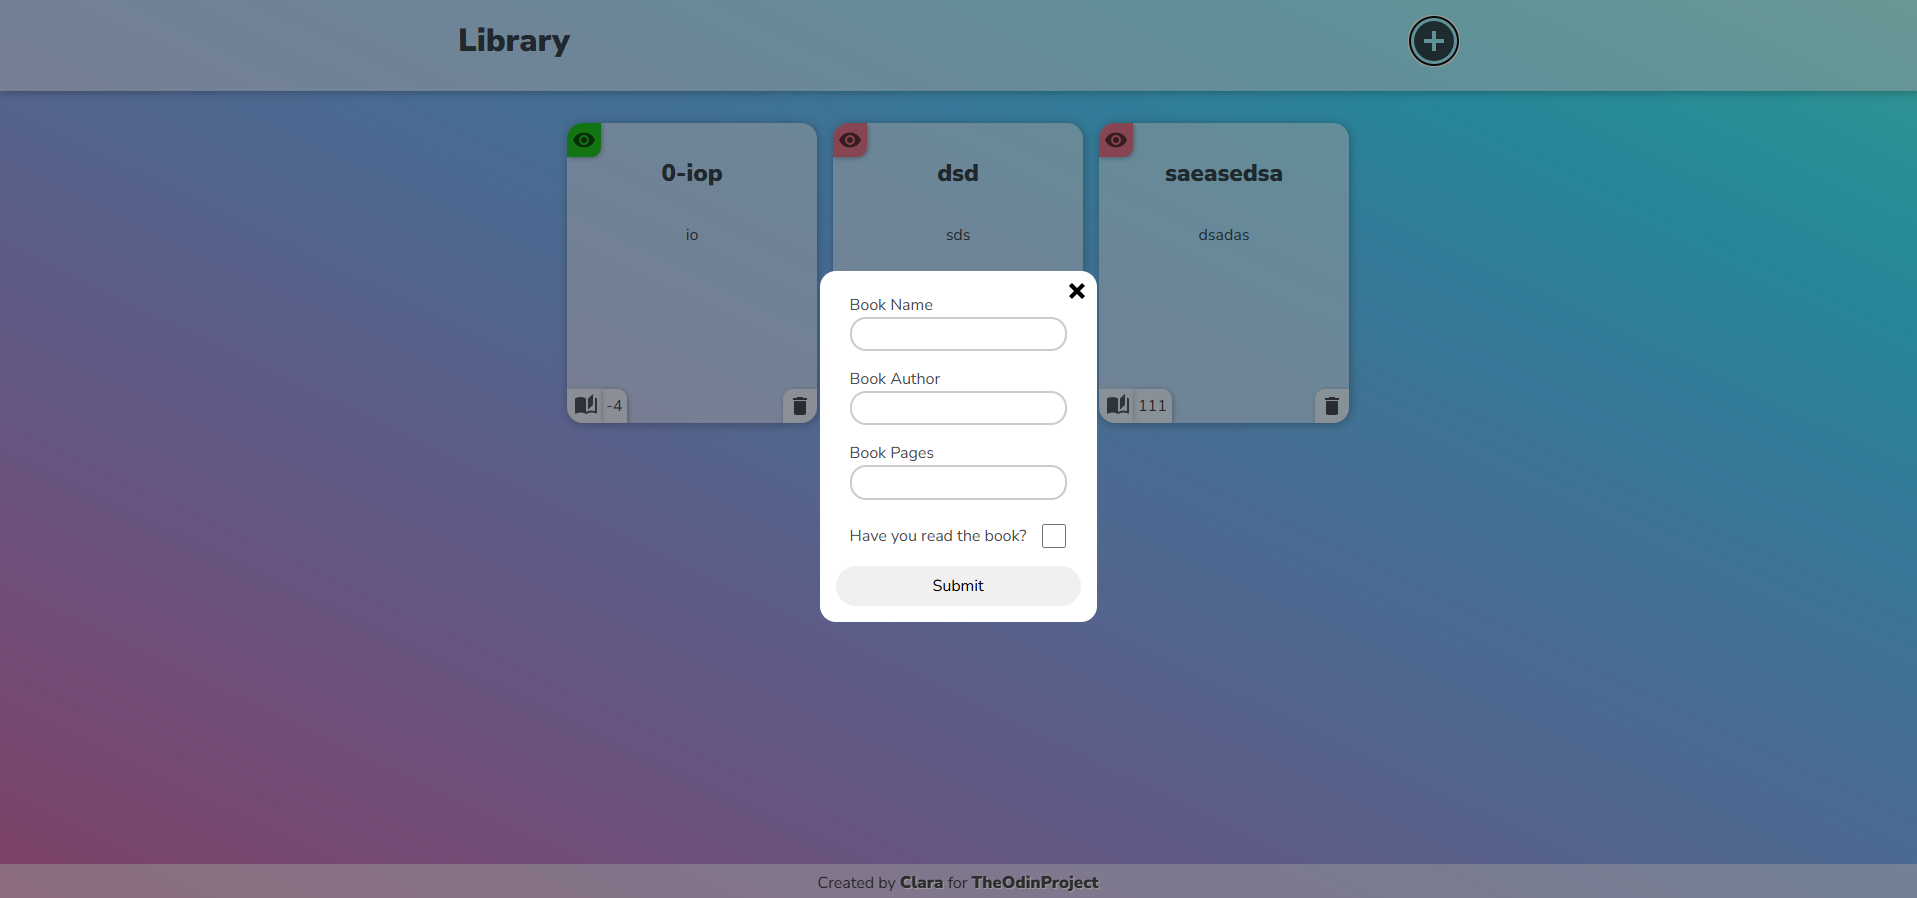 Library
0-iop
dsd
saeasedsa
io
sds
dsadas
Book Name
Book Author
-4
111
Book Pages
Have you read the book?
Submit
Created by Clara for TheOdinProject